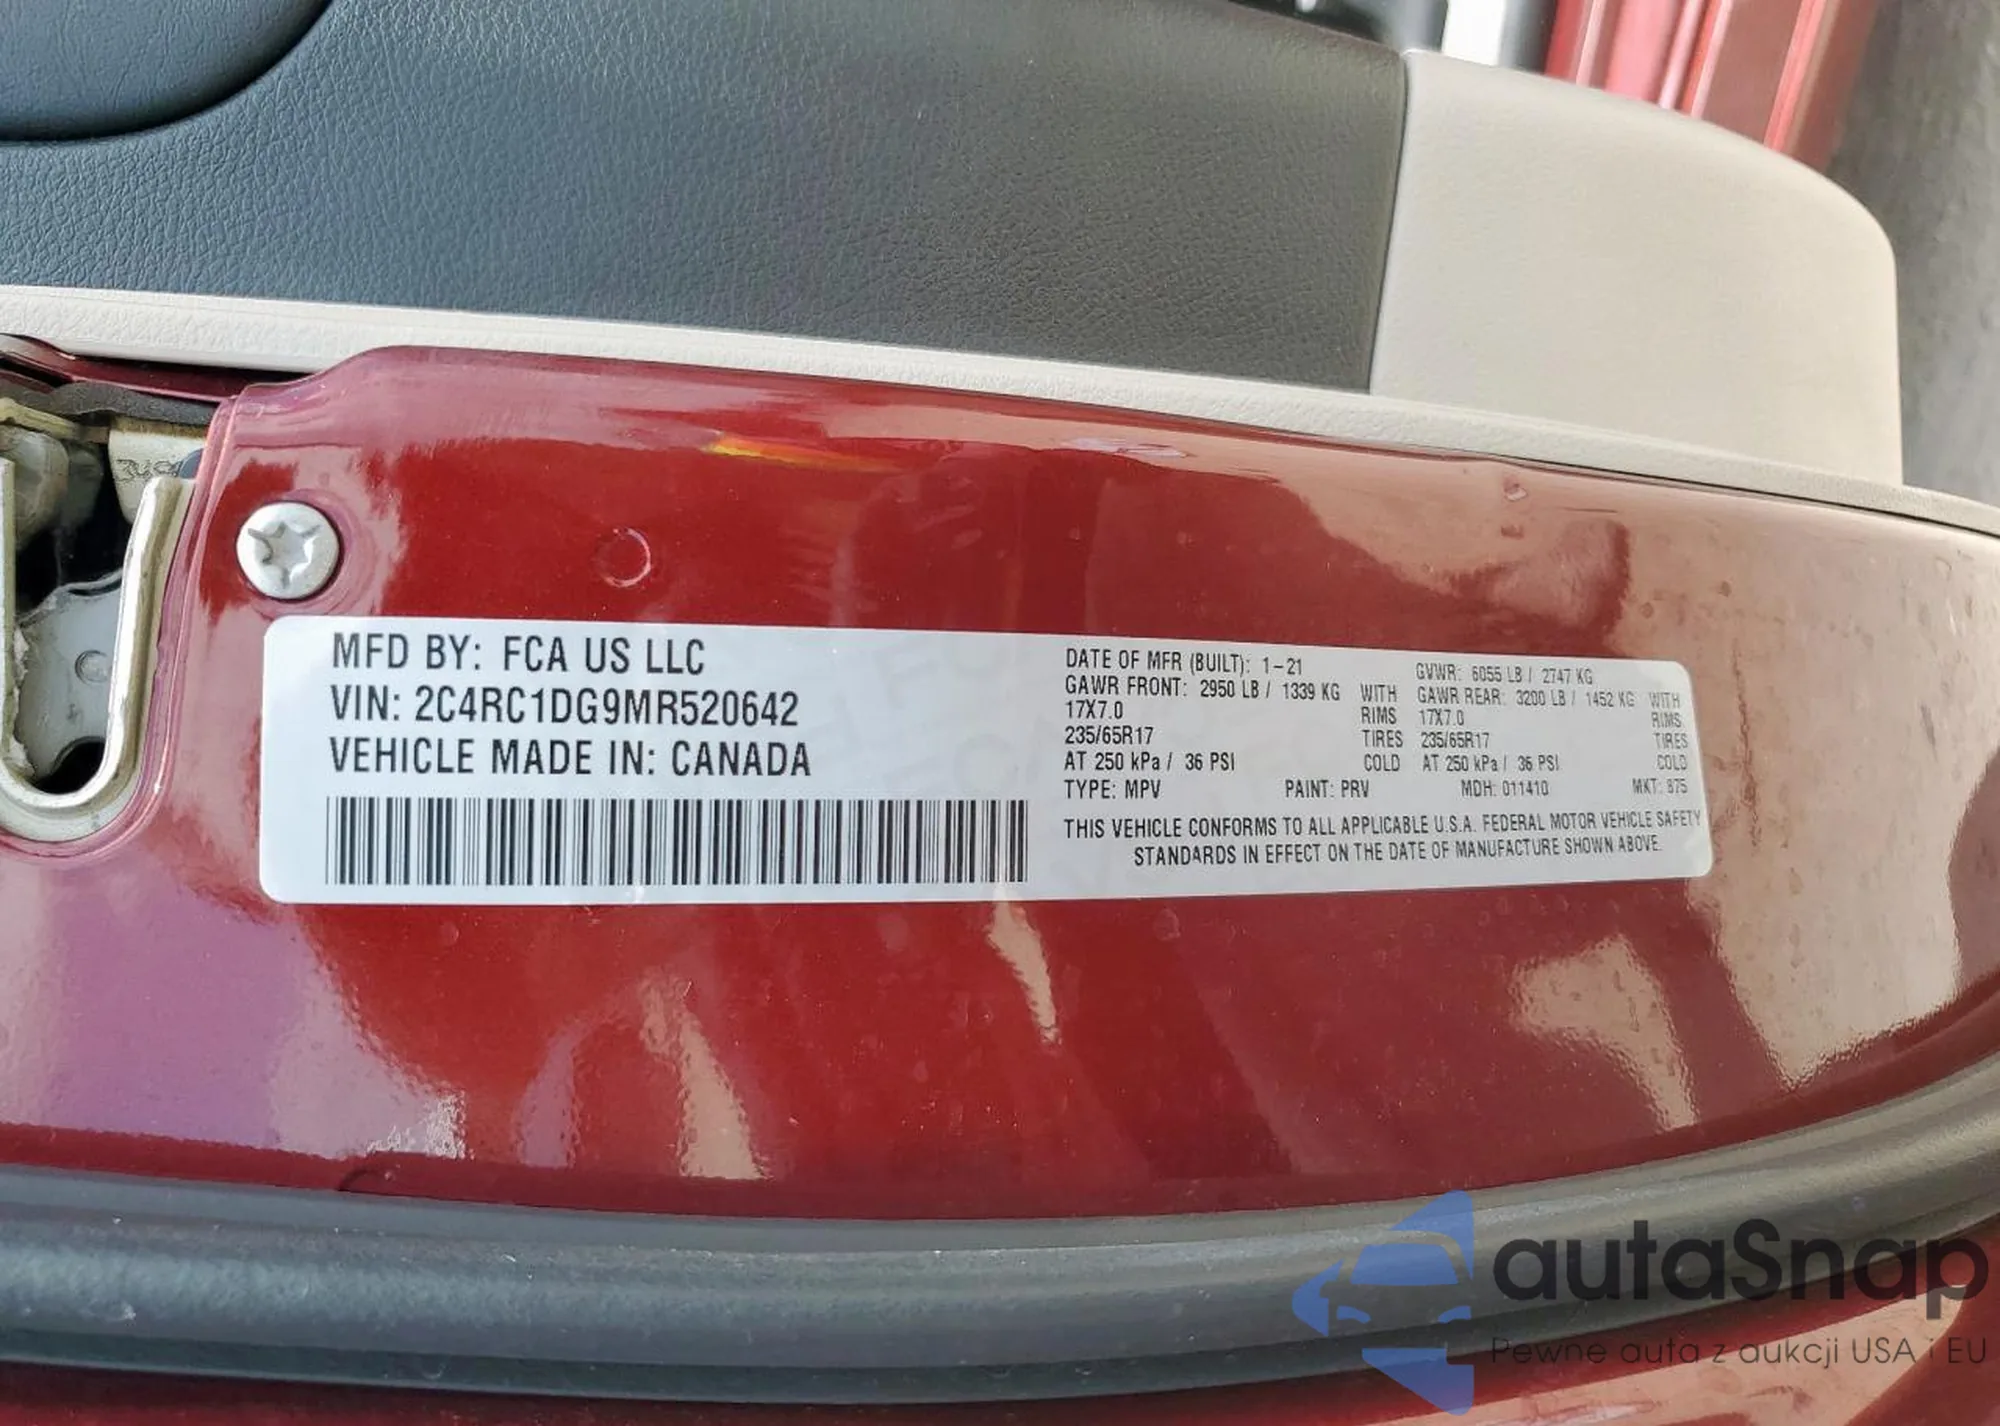 MFD BY: FCA US LLC
VIN: 2C4RC1DG9MR520642
VEHICLE MADE IN: CANADA
DATE OF MFR (BUILT): 1-21 GVWR: 6055 LB / 2747 KG
GAWR FRONT: 2950 LB / 1339 KG WITH GAWR REAR: 3200 LB / 1452 KG WITH
17X7.0 RIMS 17X7.0 RIMS
235/65R17 TIRES 235/65R17 TIRES
AT 250 kPa / 36 PSI COLD AT 250 kPa / 36 PSI COLD
TYPE: MPV PAINT: PRV MDH: 011410 MKT: 875
THIS VEHICLE CONFORMS TO ALL APPLICABLE U.S.A. FEDERAL MOTOR VEHICLE SAFETY
STANDARDS IN EFFECT ON THE DATE OF MANUFACTURE SHOWN ABOVE.
autaSnap
Pewne auta z aukcji USA i EU